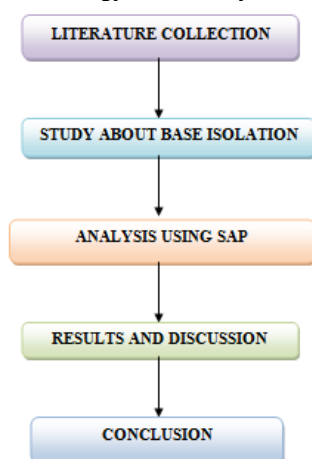 LITERATURE COLLECTION
STUDY ABOUT BASE ISOLATION
ANALYSIS USING SAP
RESULTS AND DISCUSSION
CONCLUSION